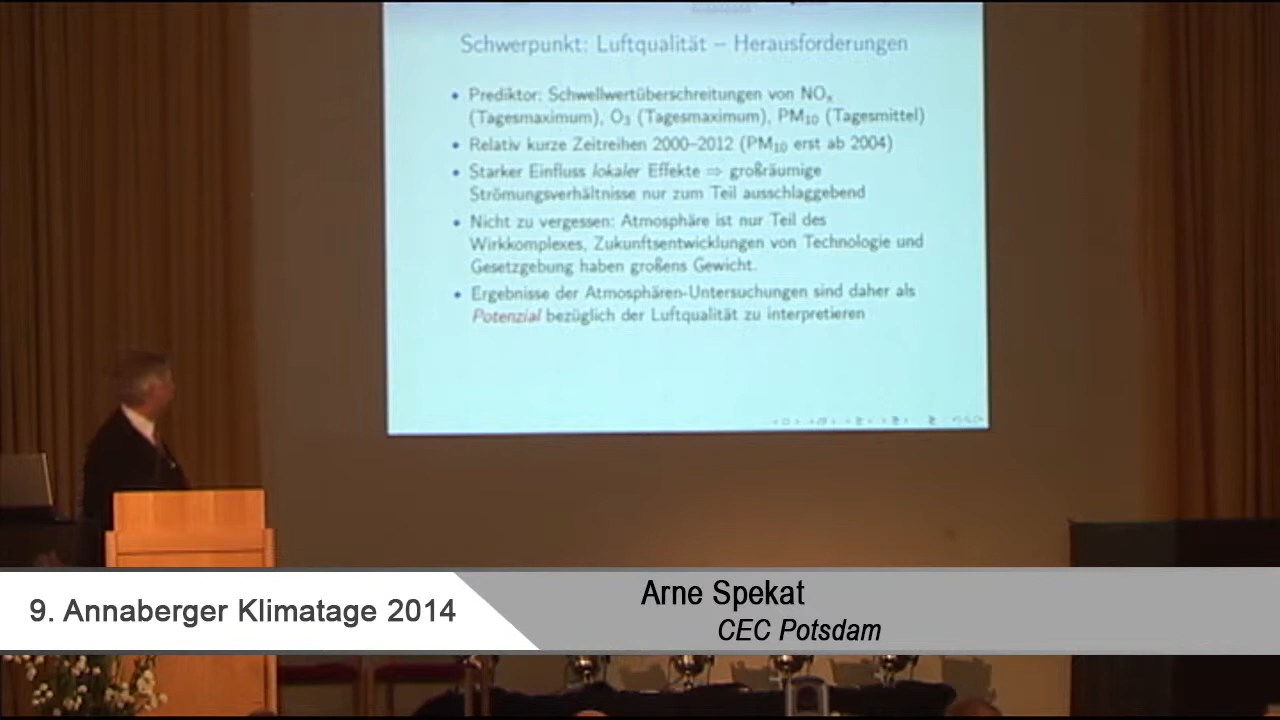 Schwerpunkt: Luftqualität – Herausforderungen
• Prediktor: Schwellwertüberschreitungen von NOₓ
(Tagesmaximum), O₃ (Tagesmaximum), PM₁₀ (Tagesmittel)
• Relativ kurze Zeitreihen 2000–2012 (PM₁₀ erst ab 2004)
• Starker Einfluss lokaler Effekte ⇒ großräumige
Strömungsverhältnisse nur zum Teil ausschlaggebend
• Nicht zu vergessen: Atmosphäre ist nur Teil des
Wirkkomplexes, Zukunftsentwicklungen von Technologie und
Gesetzgebung haben großens Gewicht.
• Ergebnisse der Atmosphären-Untersuchungen sind daher als
Potenzial bezüglich der Luftqualität zu interpretieren
9. Annaberger Klimatage 2014
Arne Spekat
CEC Potsdam